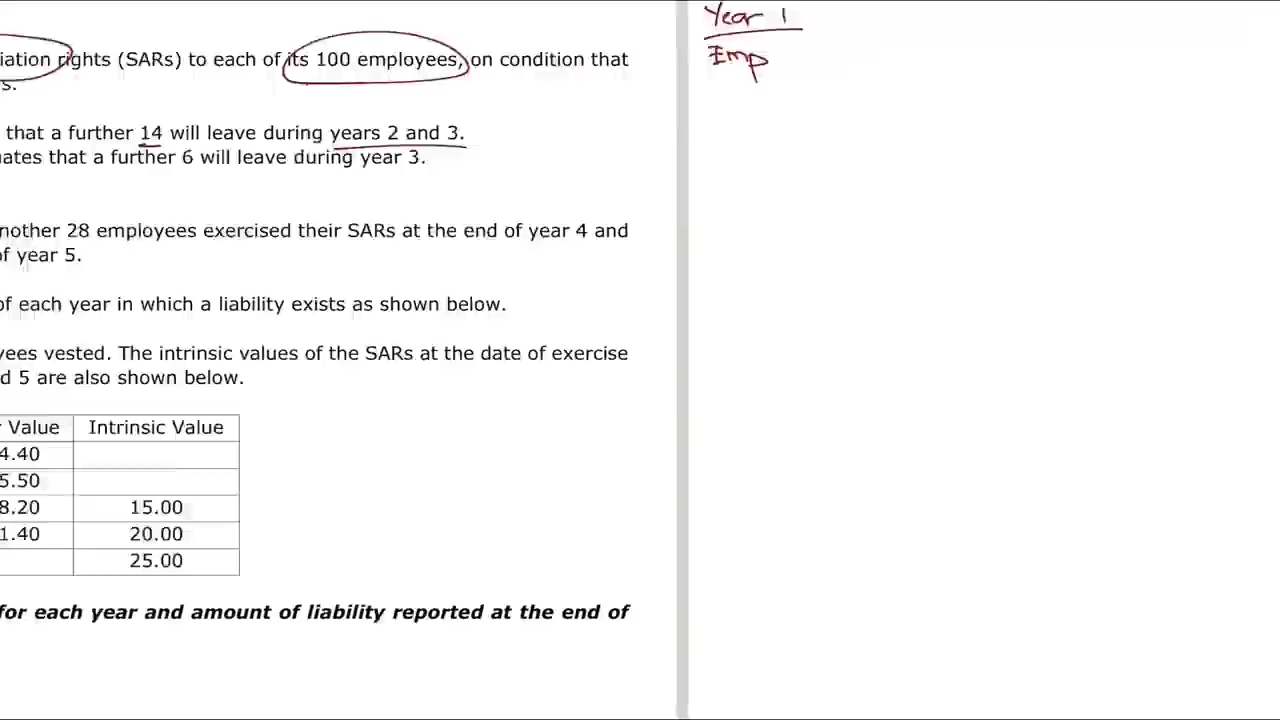 iation rights (SARs) to each of its 100 employees, on condition that
s.
that a further 14 will leave during years 2 and 3.
ates that a further 6 will leave during year 3.
nother 28 employees exercised their SARs at the end of year 4 and
of year 5.
of each year in which a liability exists as shown below.
yees vested. The intrinsic values of the SARs at the date of exercise
d 5 are also shown below.
Value Intrinsic Value
4.40
5.50
8.20 15.00
1.40 20.00
25.00
for each year and amount of liability reported at the end of
Year 1
Emp